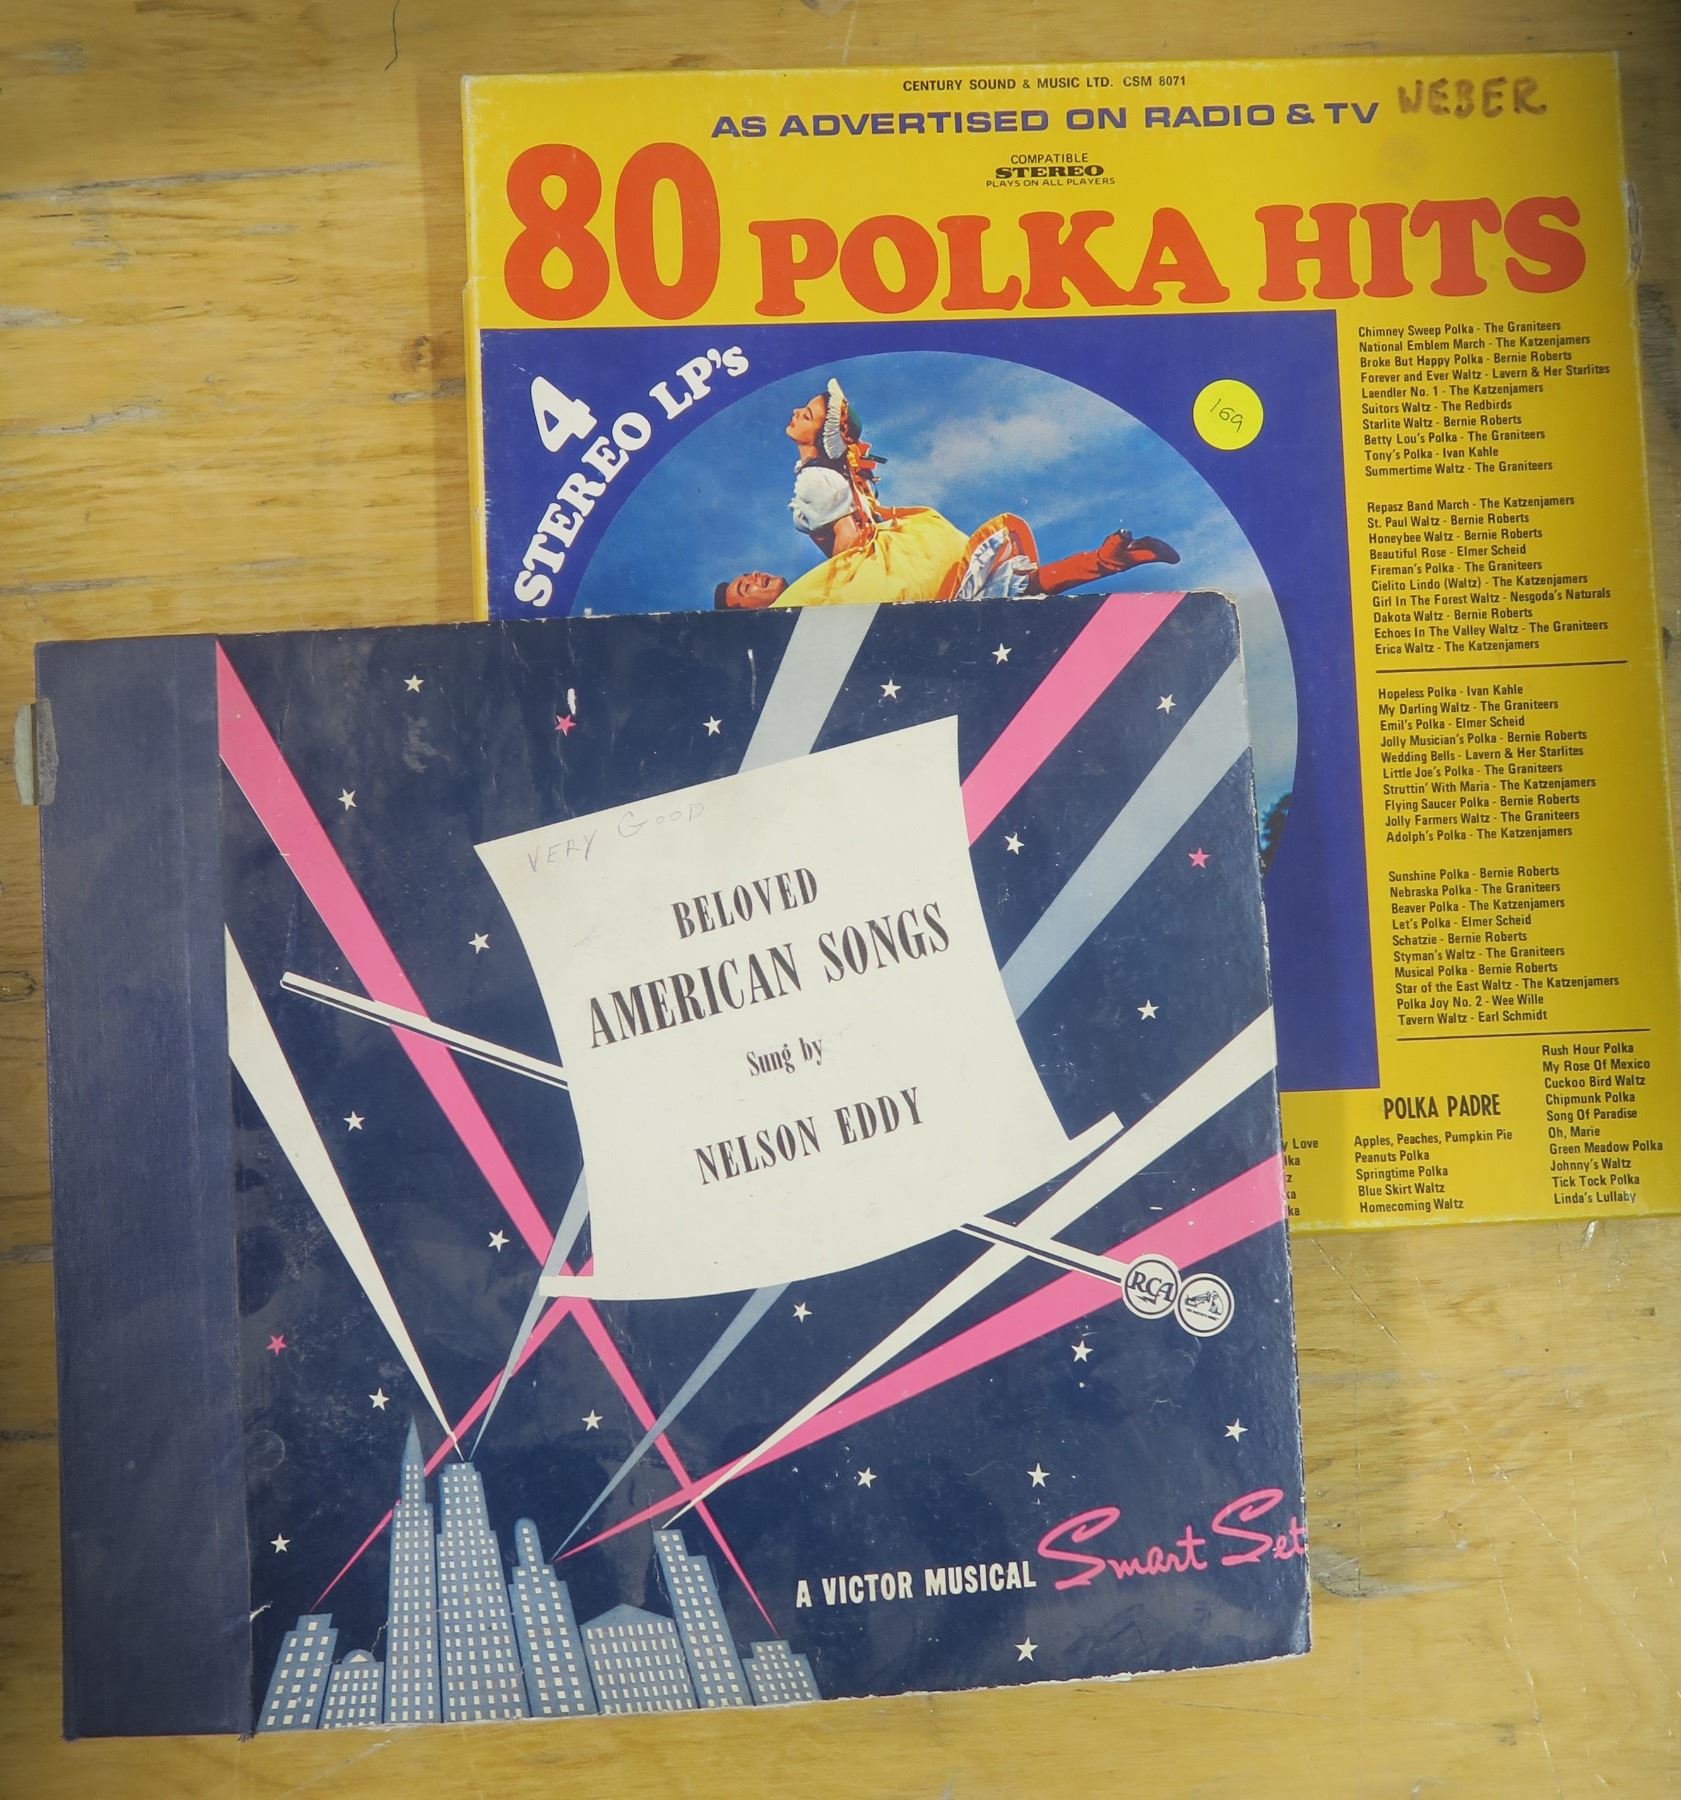 CENTURY SOUND & MUSIC LTD. CSM 8071
AS ADVERTISED ON RADIO & TV
WEBER
COMPATIBLE
STEREO
PLAYS ON ALL PLAYERS
80 POLKA HITS
4
STEREO LP's
169
Chimney Sweep Polka - The Graniteers
National Emblem March - The Katzenjamers
Broke But Happy Polka - Bernie Roberts
Forever and Ever Waltz - Lavern & Her Starlites
Laendler No. 1 - The Katzenjamers
Suitors Waltz - The Redbirds
Starlite Waltz - Bernie Roberts
Betty Lou's Polka - The Graniteers
Tony's Polka - Ivan Kahle
Summertime Waltz - The Graniteers
Repasz Band March - The Katzenjamers
St. Paul Waltz - Bernie Roberts
Honeybee Waltz - Bernie Roberts
Beautiful Rose - Elmer Scheid
Fireman's Polka - The Graniteers
Cielito Lindo (Waltz) - The Katzenjamers
Girl In The Forest Waltz - Nesgoda's Naturals
Dakota Waltz - Bernie Roberts
Echoes In The Valley Waltz - The Graniteers
Erica Waltz - The Katzenjamers
Hopeless Polka - Ivan Kahle
My Darling Waltz - The Graniteers
Emil's Polka - Elmer Scheid
Jolly Musician's Polka - Bernie Roberts
Wedding Bells - Lavern & Her Starlites
Little Joe's Polka - The Graniteers
Struttin' With Maria - The Katzenjamers
Flying Saucer Polka - Bernie Roberts
Jolly Farmers Waltz - The Graniteers
Adolph's Polka - The Katzenjamers
Sunshine Polka - Bernie Roberts
Nebraska Polka - The Graniteers
Beaver Polka - The Katzenjamers
Let's Polka - Elmer Scheid
Schatzie - Bernie Roberts
Styman's Waltz - The Graniteers
Musical Polka - Bernie Roberts
Star of the East Waltz - The Katzenjamers
Polka Joy No. 2 - Wee Wille
Tavern Waltz - Earl Schmidt
POLKA PADRE
y Love
lka
z
ka
ka
Apples, Peaches, Pumpkin Pie
Peanuts Polka
Springtime Polka
Blue Skirt Waltz
Homecoming Waltz
Rush Hour Polka
My Rose Of Mexico
Cuckoo Bird Waltz
Chipmunk Polka
Song Of Paradise
Oh, Marie
Green Meadow Polka
Johnny's Waltz
Tick Tock Polka
Linda's Lullaby
VERY GOOD
BELOVED
AMERICAN SONGS
Sung by
NELSON EDDY
RCA
A VICTOR MUSICAL Smart Set